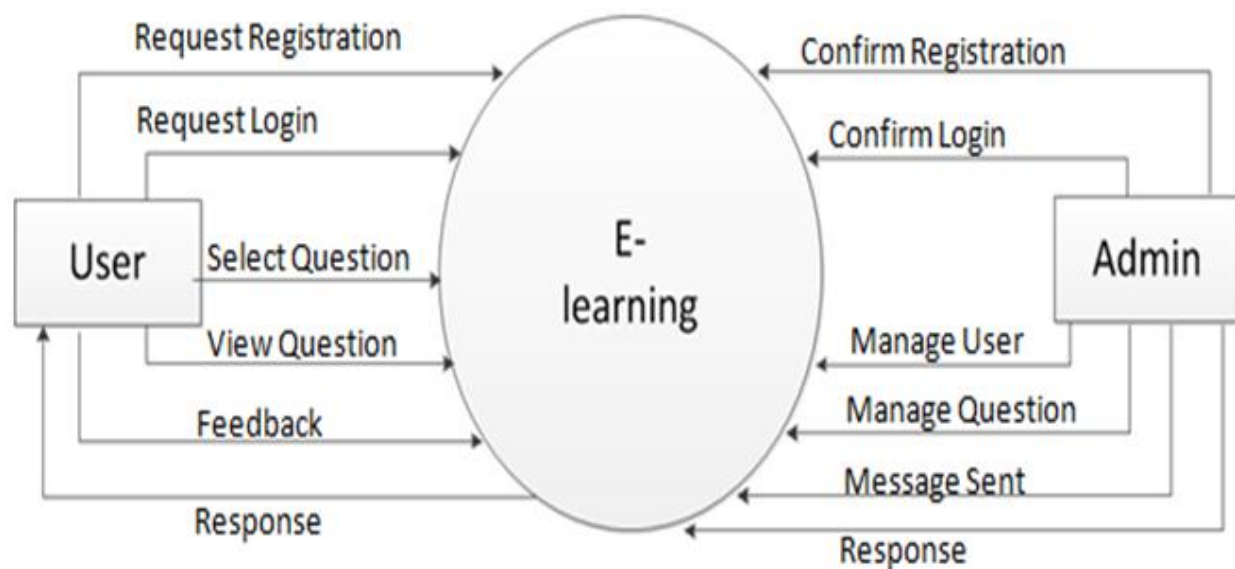 Request Registration
Confirm Registration
Request Login
Confirm Login
User
Select Question
E-
learning
Admin
View Question
Manage User
Feedback
Manage Question
Message Sent
Response
Response